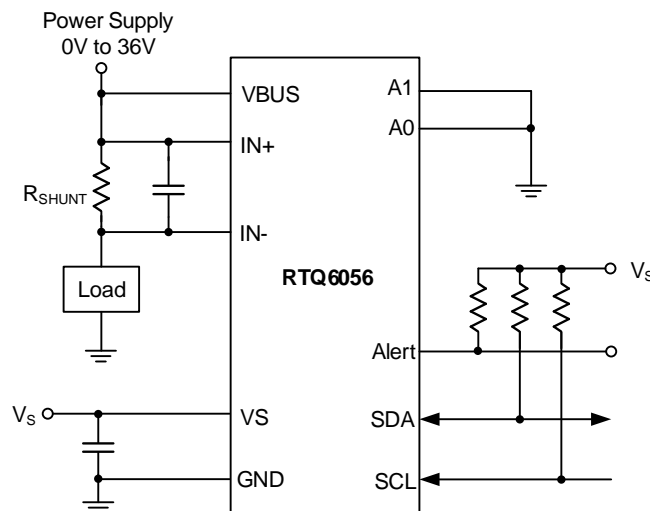 Power Supply
0V to 36V
VBUS
IN+
RSHUNT
IN-
Load
VS
VS
GND
RTQ6056
A1
A0
VS
Alert
SDA
SCL